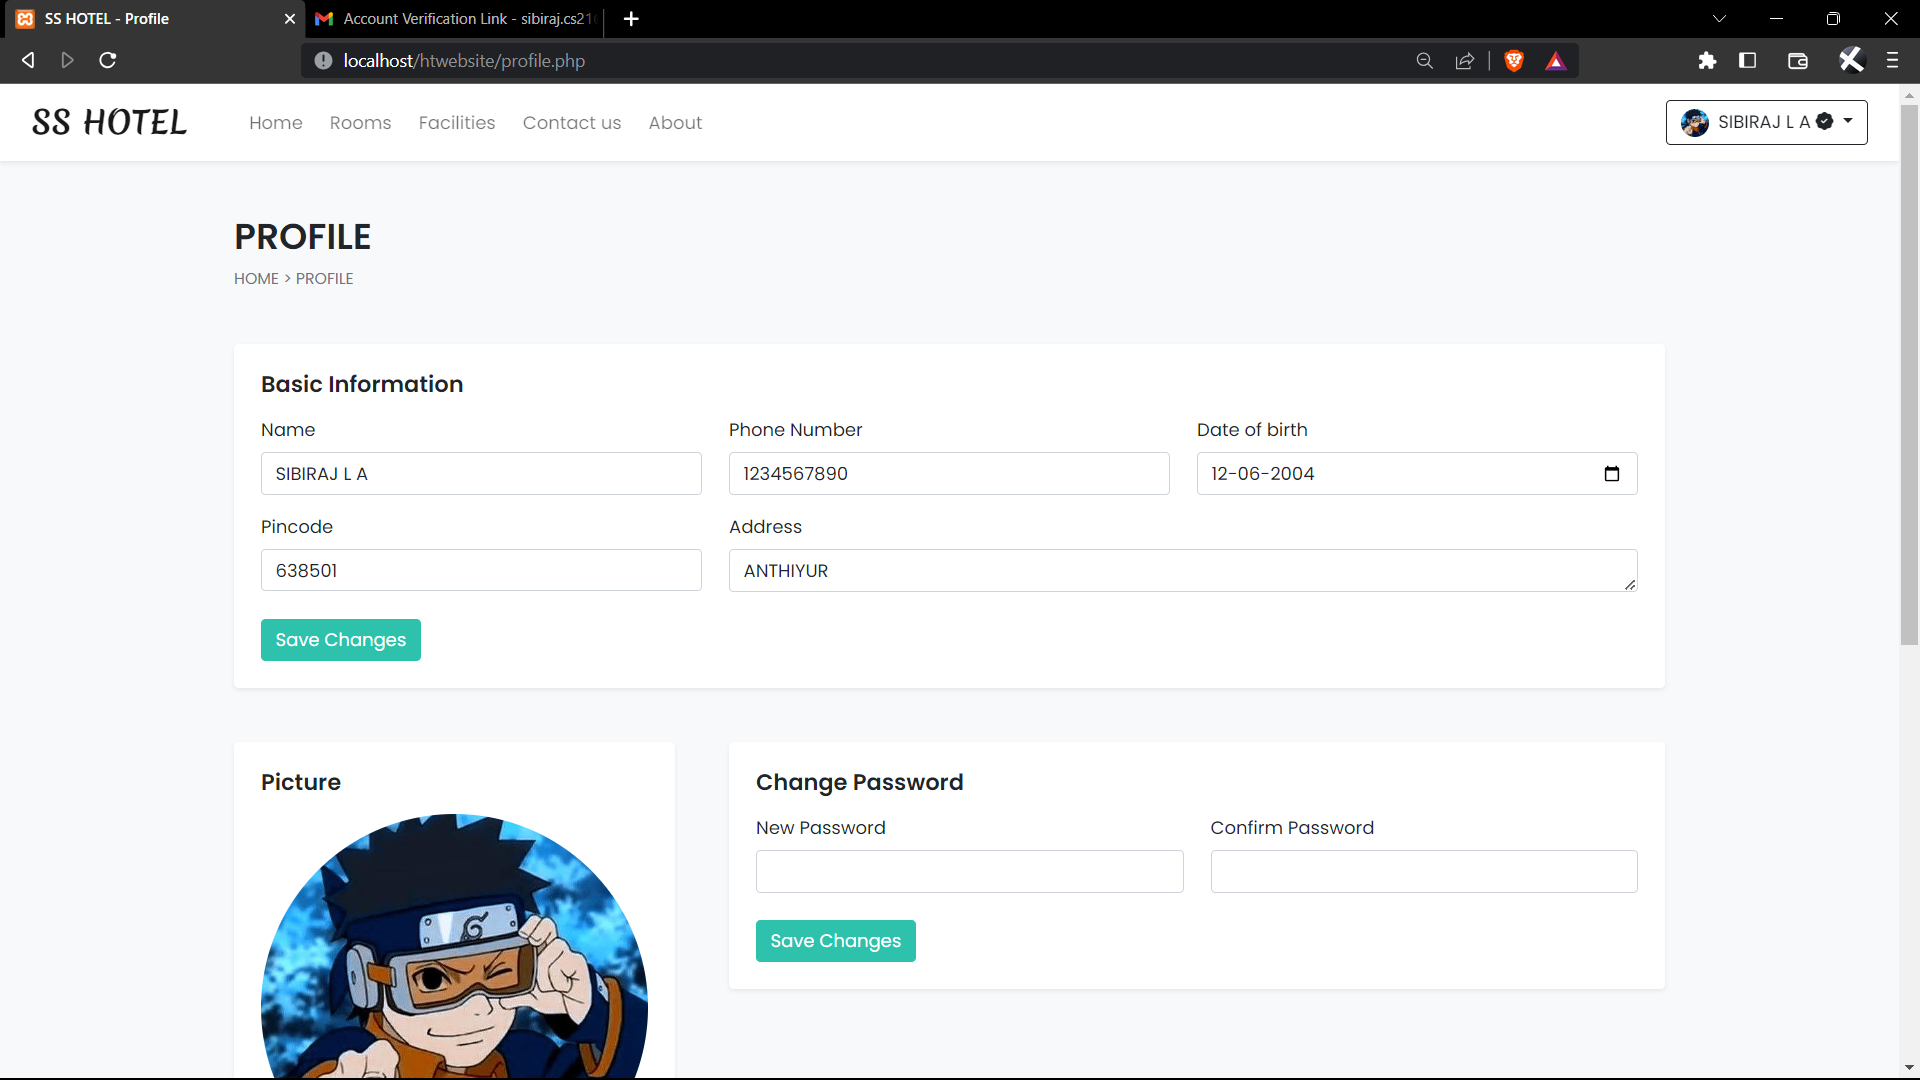 SS HOTEL - Profile
Account Verification Link - sibiraj.cs21
localhost/htwebsite/profile.php
SS HOTEL
Home Rooms Facilities Contact us About
SIBIRAJ L A
PROFILE
HOME > PROFILE
Basic Information
Name Phone Number Date of birth
SIBIRAJ L A 1234567890 12-06-2004
Pincode Address
638501 ANTHIYUR
Save Changes
Picture
Change Password
New Password Confirm Password
Save Changes